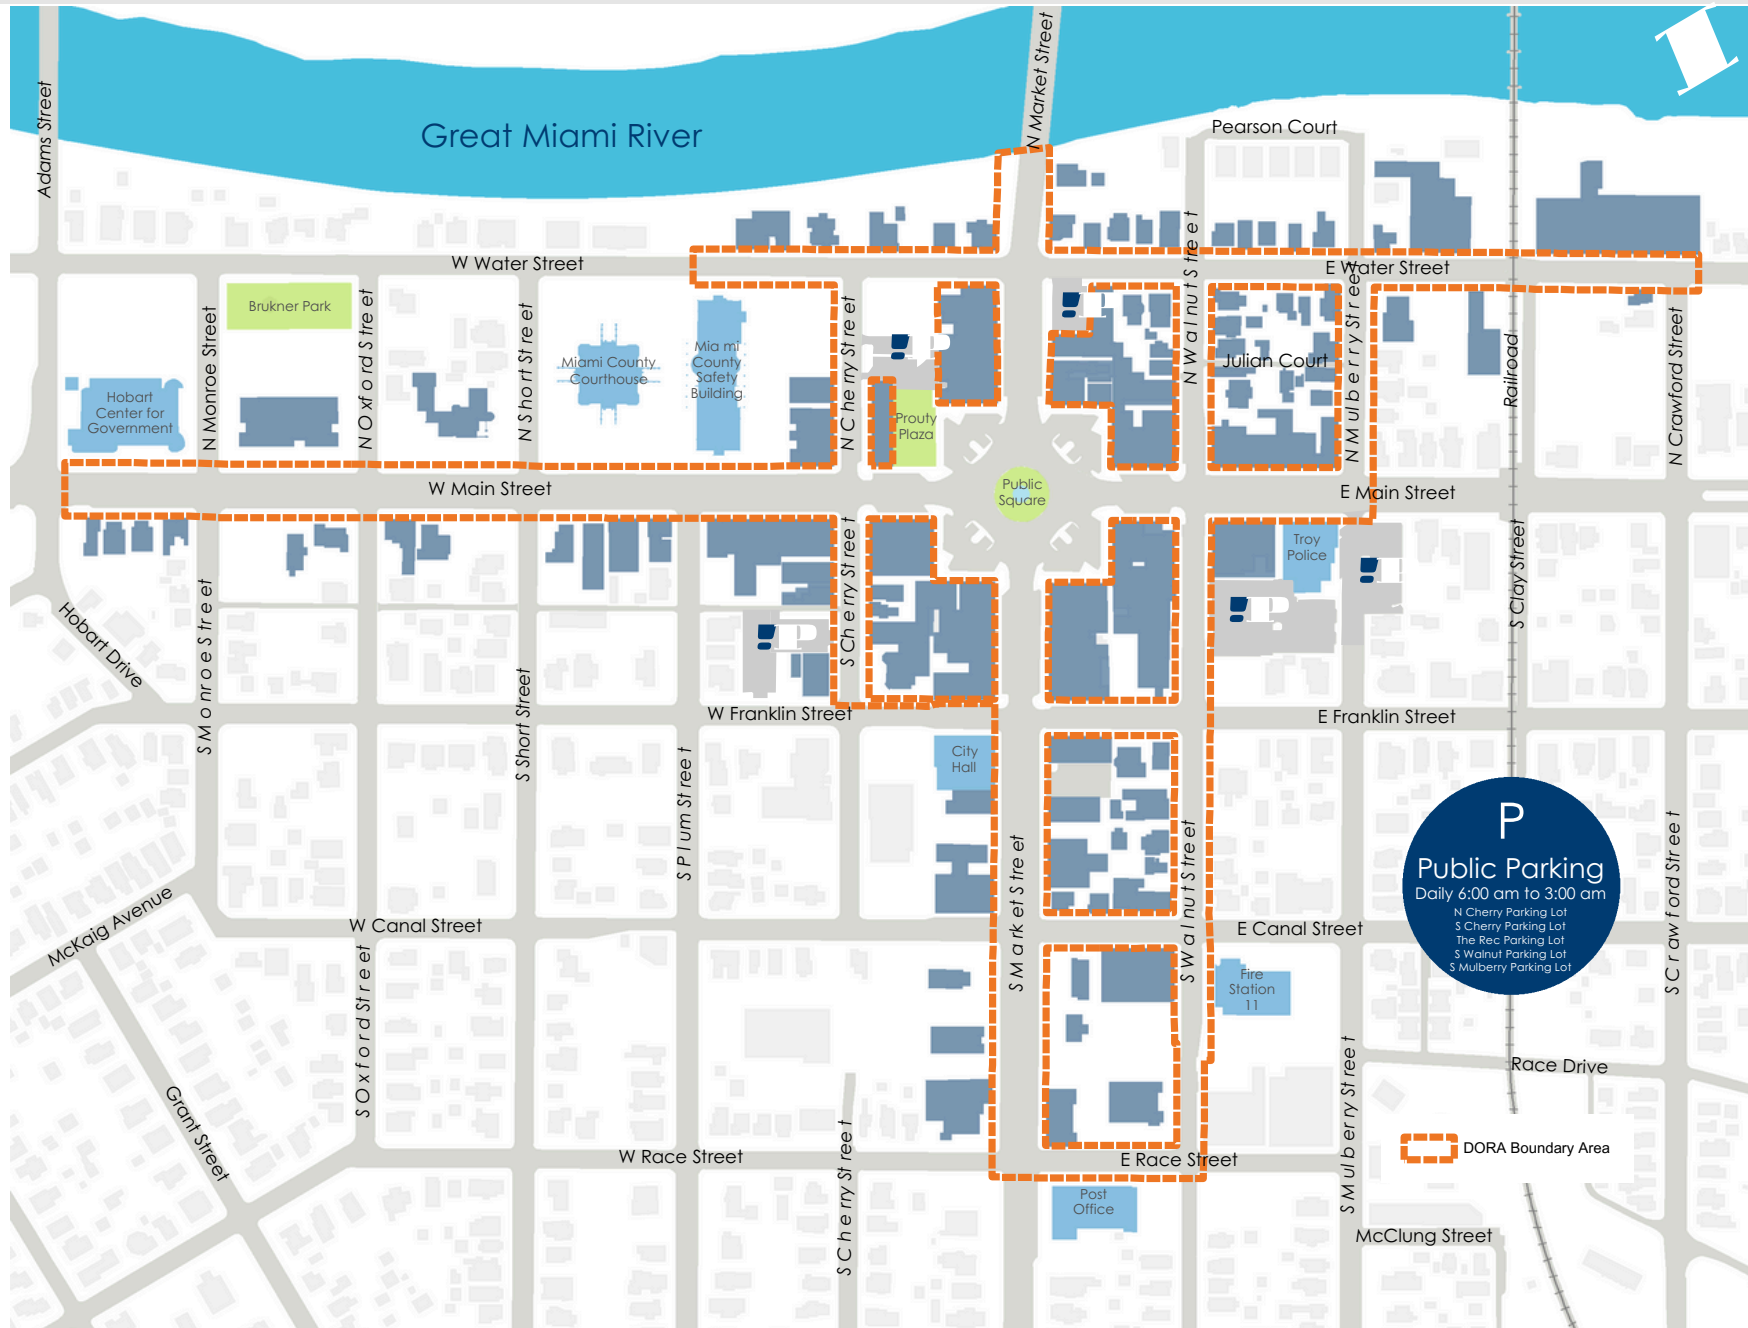 N Market Street
Adams Street
Great Miami River
Pearson Court
W Water Street
E Water Street
N Monroe Street
Brukner Park
N Oxford Street
N Short Street
Miami County
Courthouse
Miami
County
Safety
Building
N Cherry Street
Prouty
Plaza
N Walnut Street
Julian Court
N Mulberry Street
Railroad
N Crawford Street
Hobart
Center for
Government
W Main Street
Public
Square
E Main Street
Troy
Police
P
P
P
P
P
S Clay Street
Hobart Drive
S Monroe Street
S Short Street
S Cherry Street
W Franklin Street
E Franklin Street
City
Hall
S Plum Street
S Market Street
S Walnut Street
P
Public Parking
Daily 6:00 am to 3:00 am
N Cherry Parking Lot
S Cherry Parking Lot
The Rec Parking Lot
S Walnut Parking Lot
S Mulberry Parking Lot
S Crawford Street
McKaig Avenue
W Canal Street
E Canal Street
S Oxford Street
Fire
Station
11
Grant Street
Race Drive
S Mulberry Street
DORA Boundary Area
W Race Street
E Race Street
S Cherry Street
Post
Office
McClung Street